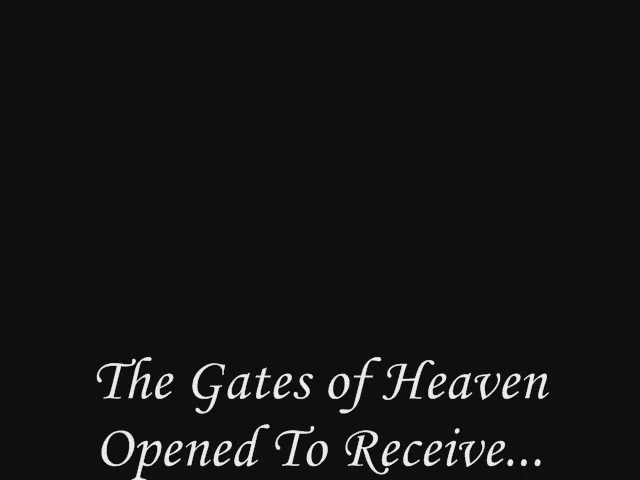 The Gates of Heaven
Opened To Receive...